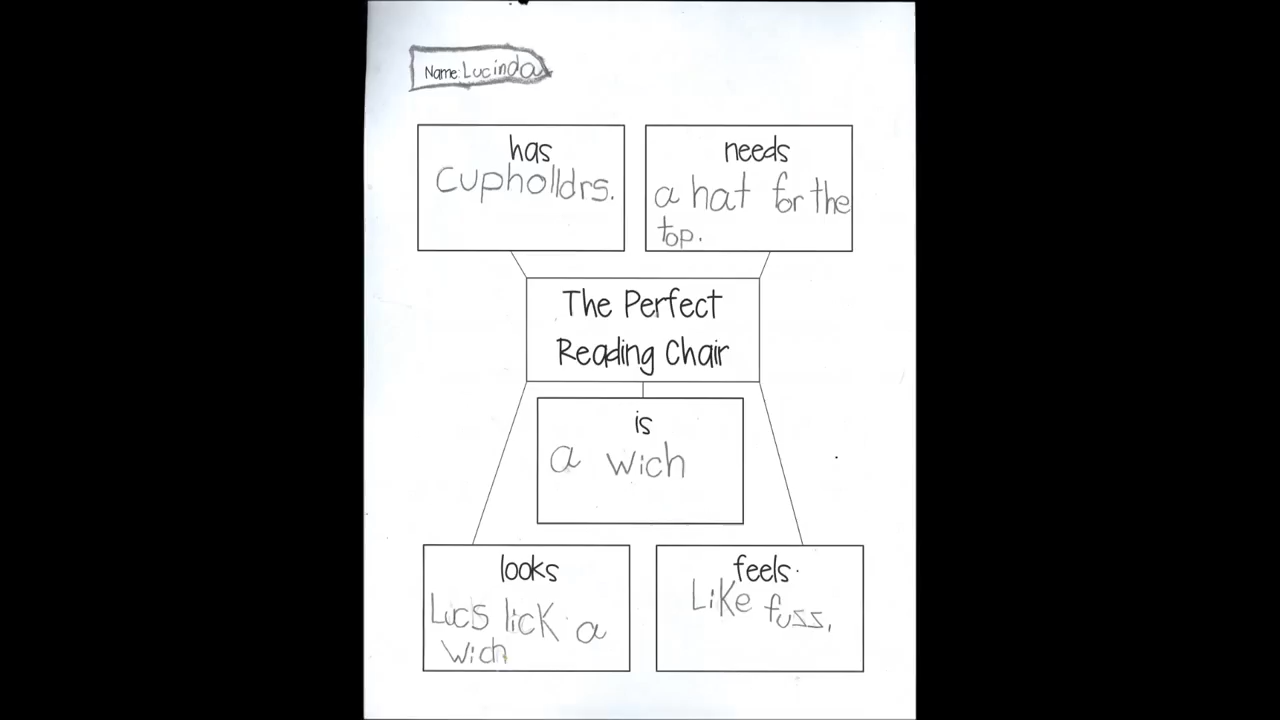 Name: Lucinda
has
cupholldrs.
needs
a hat for the
top.
The Perfect
Reading Chair
is
a wich
looks
Lucs lick a
wich
feels
Like fuzz.